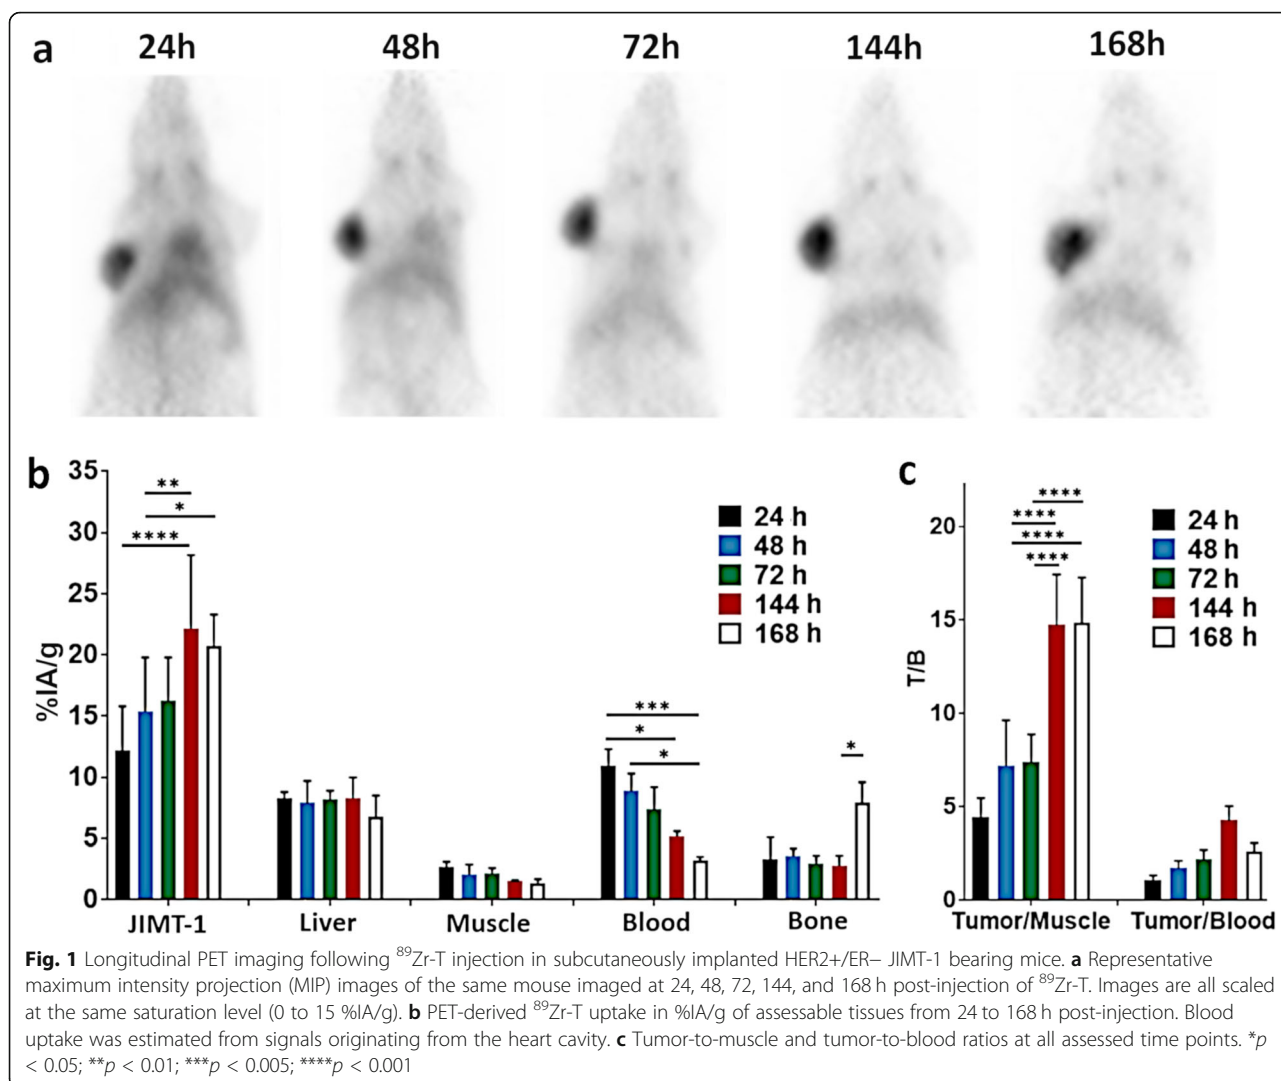 a 24h 48h 72h 144h 168h
b
35
30
25
20
15
10
5
0
%IA/g
**
*
****
***
*
*
*
24 h
48 h
72 h
144 h
168 h
JIMT-1 Liver Muscle Blood Bone
c
20
15
10
5
0
T/B
****
****
****
****
24 h
48 h
72 h
144 h
168 h
Tumor/Muscle Tumor/Blood
Fig. 1 Longitudinal PET imaging following ⁸⁹Zr-T injection in subcutaneously implanted HER2+/ER− JIMT-1 bearing mice. a Representative
maximum intensity projection (MIP) images of the same mouse imaged at 24, 48, 72, 144, and 168 h post-injection of ⁸⁹Zr-T. Images are all scaled
at the same saturation level (0 to 15 %IA/g). b PET-derived ⁸⁹Zr-T uptake in %IA/g of assessable tissues from 24 to 168 h post-injection. Blood
uptake was estimated from signals originating from the heart cavity. c Tumor-to-muscle and tumor-to-blood ratios at all assessed time points. *p
< 0.05; **p < 0.01; ***p < 0.005; ****p < 0.001